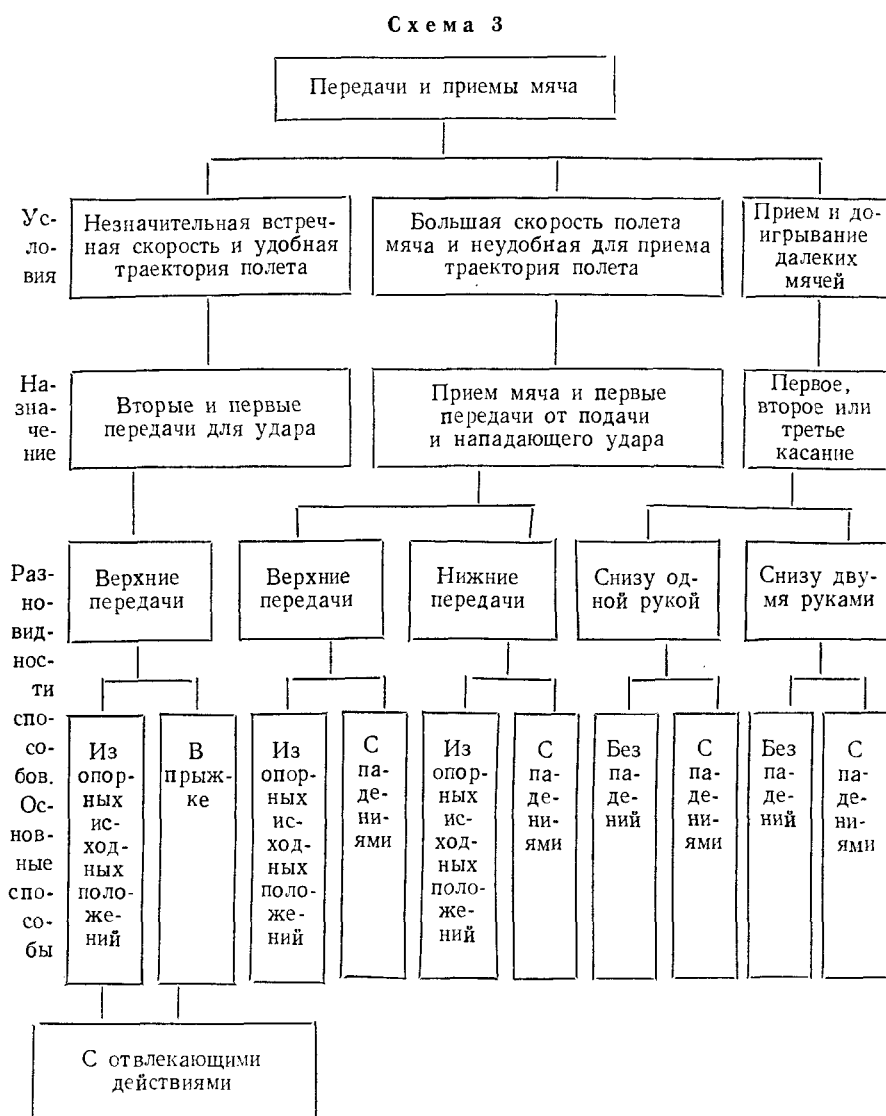 Схема 3
Передачи и приемы мяча
Ус-
ло-
вия
Незначительная встреч-
ная скорость и удобная
траектория полета
Большая скорость полета
мяча и неудобная для приема
траектория полета
Прием и до-
игрывание
далеких
мячей
На-
зна-
че-
ние
Вторые и первые
передачи для удара
Прием мяча и первые
передачи от подачи
и нападающего удара
Первое,
второе или
третье
касание
Раз-
но-
вид-
нос-
ти
спо-
со-
бов.
Ос-
нов-
ные
спо-
со-
бы
Верхние
передачи
Верхние
передачи
Нижние
передачи
Снизу од-
ной рукой
Снизу дву-
мя руками
Из
опор-
ных
ис-
ход-
ных
поло-
же-
ний
В
прыж-
ке
Из
опор-
ных
ис-
ход-
ных
поло-
же-
ний
С
па-
де-
ни-
ями
Из
опор-
ных
ис-
ход-
ных
поло-
же-
ний
С
па-
де-
ни-
ями
Без
па-
де-
ний
С
па-
де-
ни-
ями
Без
па-
де-
ний
С
па-
де-
ни-
ями
С отвлекающими
действиями